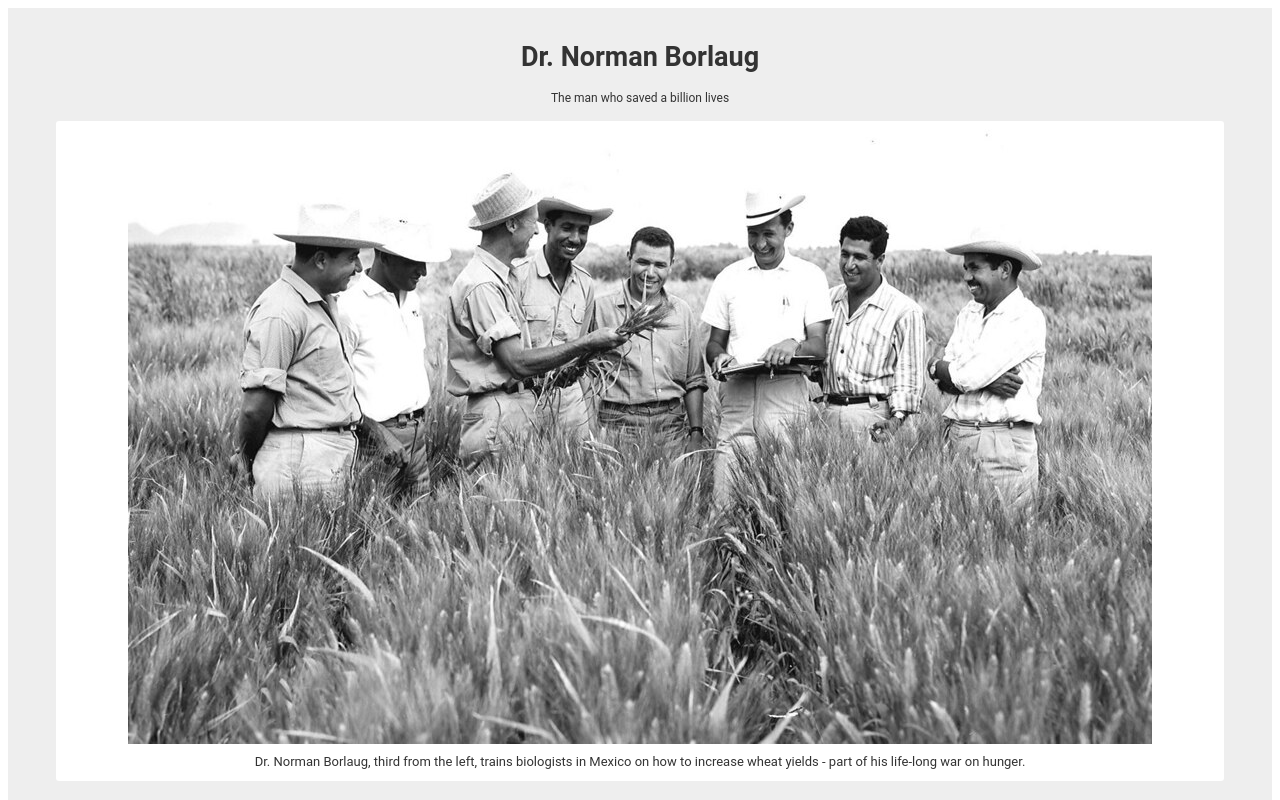 Dr. Norman Borlaug
The man who saved a billion lives
Dr. Norman Borlaug, third from the left, trains biologists in Mexico on how to increase wheat yields - part of his life-long war on hunger.